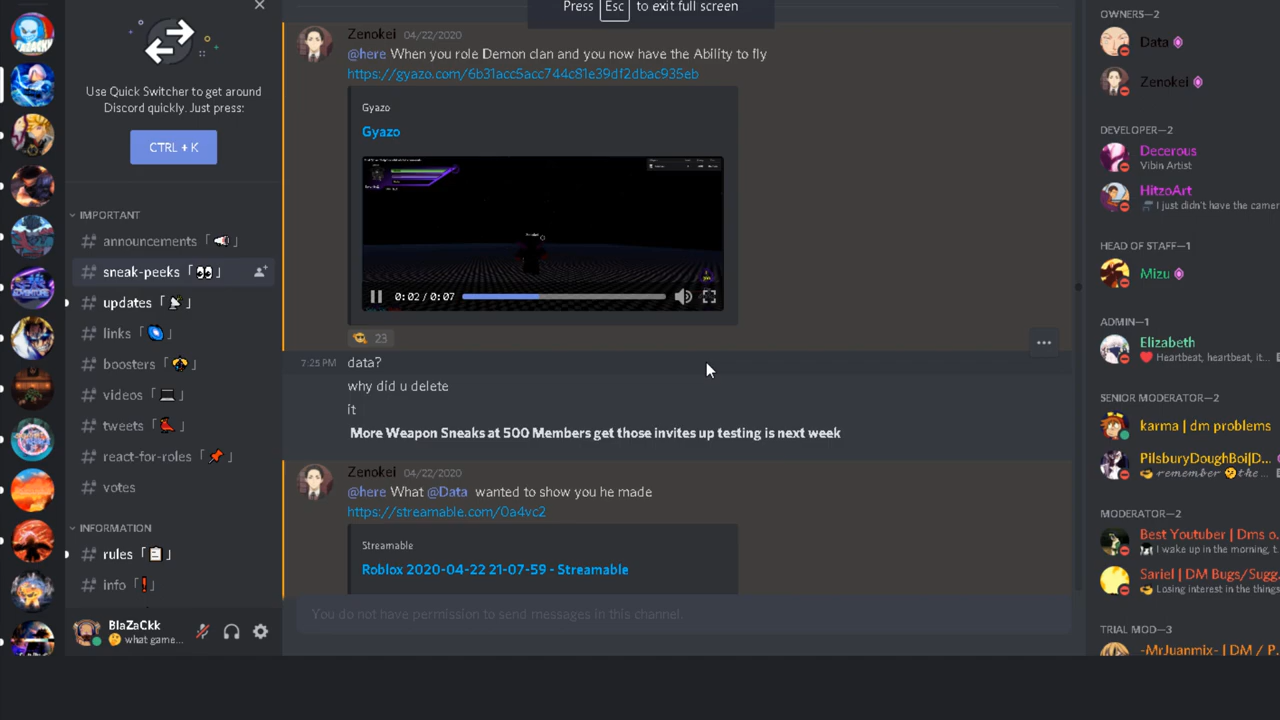 Press Esc to exit full screen
Use Quick Switcher to get around
Discord quickly. Just press:
CTRL + K
IMPORTANT
announcements「📢」
sneak-peeks「👀」
updates「📡」
links「🌀」
boosters「」
videos「💻」
tweets「」
react-for-roles「📌」
votes
INFORMATION
rules「📋」
info「❗」
BlaZaCkk
🤔 what game...
Zenokei 04/22/2020
@here When you role Demon clan and you now have the Ability to fly
https://gyazo.com/6b31acc5acc744c81e39df2dbac935eb
Gyazo
Gyazo
0:02 / 0:07
23
7:25 PM data?
why did u delete
it
More Weapon Sneaks at 500 Members get those invites up testing is next week
Zenokei 04/22/2020
@here What @Data wanted to show you he made
https://streamable.com/0a4vc2
Streamable
Roblox 2020-04-22 21-07-59 - Streamable
You do not have permission to send messages in this channel.
OWNERS—2
Data
Zenokei
DEVELOPER—2
Decerous
Vibin Artist
HitzoArt
I just didn't have the camer
HEAD OF STAFF—1
Mizu
ADMIN—1
Elizabeth
Heartbeat, heartbeat, it...
SENIOR MODERATOR—2
karma | dm problems
PilsburyDoughBoi|D...
remember the...
MODERATOR—2
Best Youtuber | Dms o.
I wake up in the morning, t
Sariel | DM Bugs/Sugg.
Losing interest in the things
TRIAL MOD—3
-MrJuanmix- | DM / P.